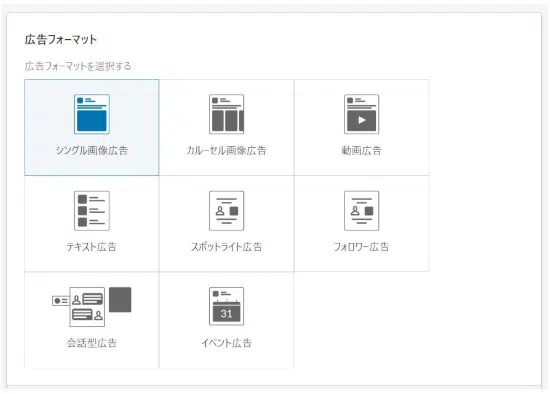 広告フォーマット
広告フォーマットを選択する
シングル画像広告
カルーセル画像広告
動画広告
テキスト広告
スポットライト広告
フォロワー広告
会話型広告
31
イベント広告